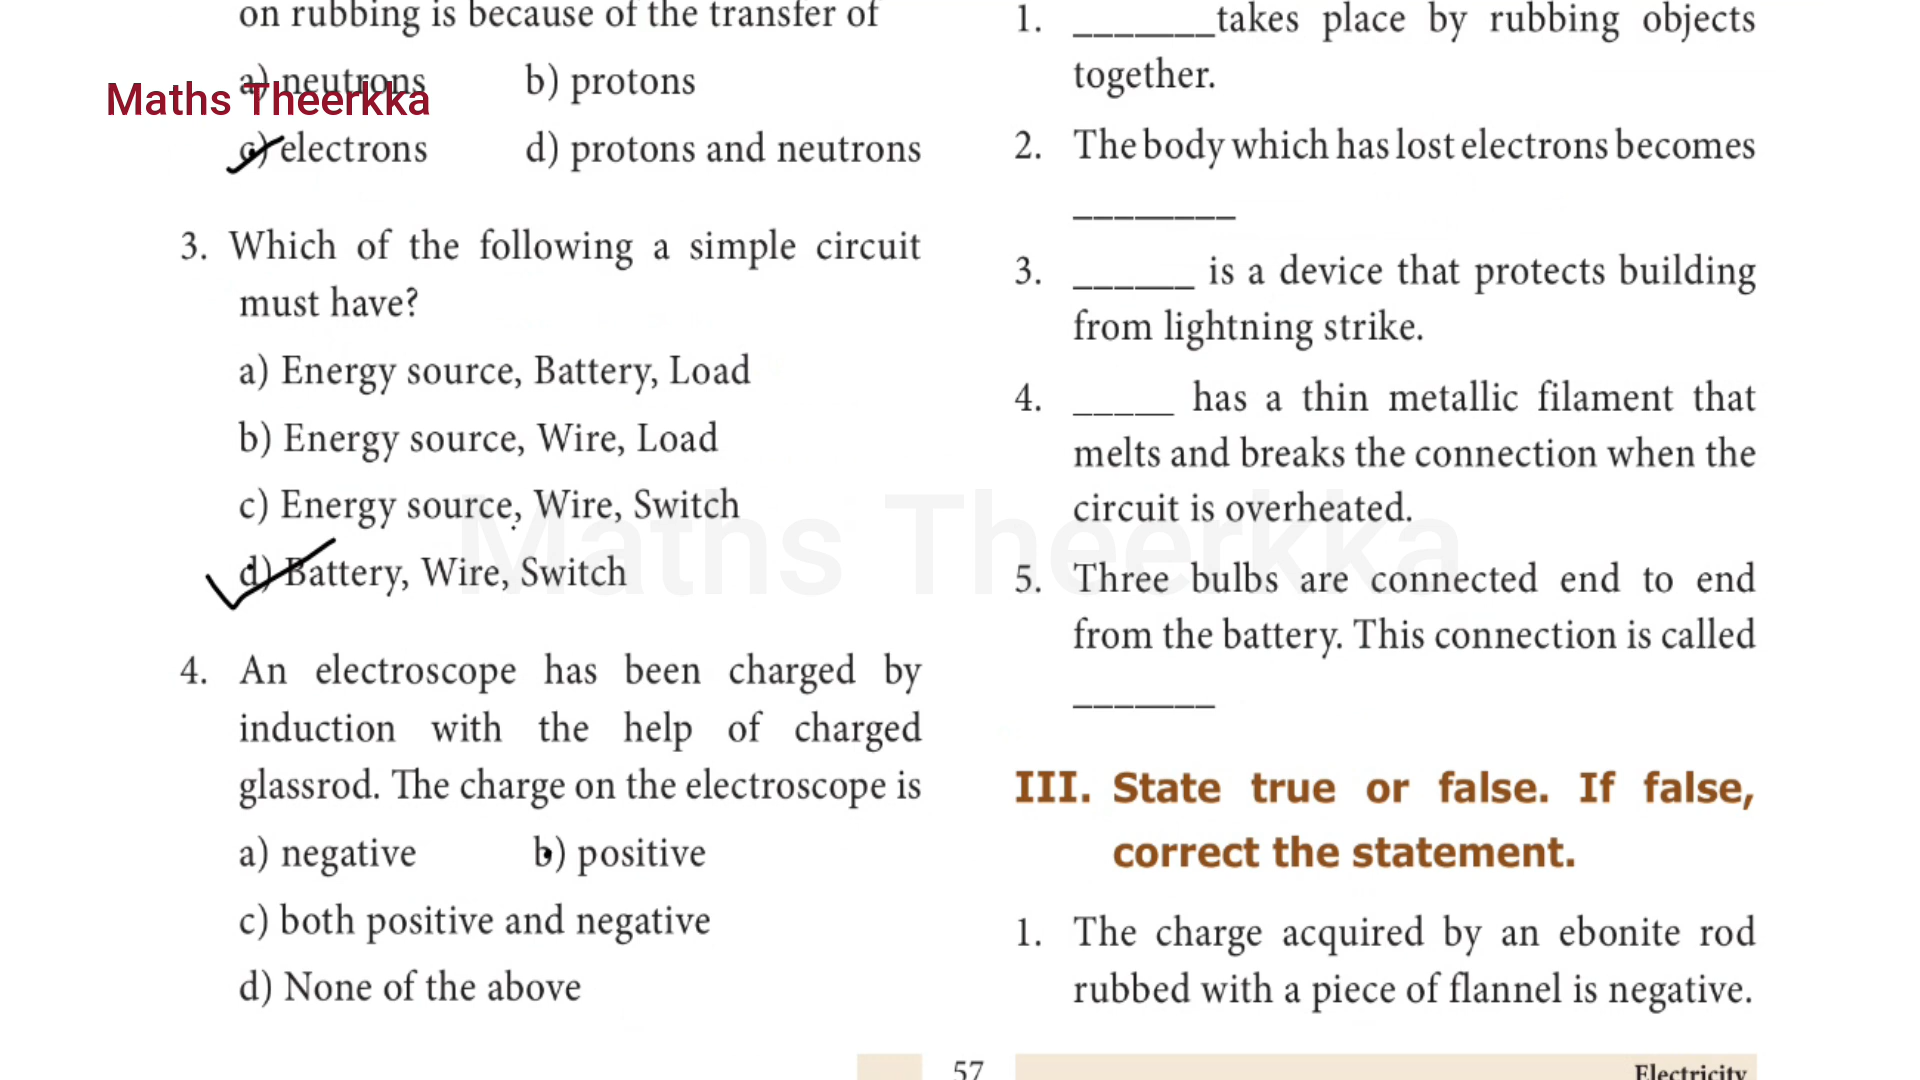 on rubbing is because of the transfer of
a) neutrons b) protons
Maths Theerkka
c) electrons d) protons and neutrons
3. Which of the following a simple circuit
must have?
a) Energy source, Battery, Load
b) Energy source, Wire, Load
c) Energy source, Wire, Switch
d) Battery, Wire, Switch
4. An electroscope has been charged by
induction with the help of charged
glassrod. The charge on the electroscope is
a) negative b) positive
c) both positive and negative
d) None of the above
1. _______takes place by rubbing objects
together.
2. The body which has lost electrons becomes
________
3. ______ is a device that protects building
from lightning strike.
4. _____ has a thin metallic filament that
melts and breaks the connection when the
circuit is overheated.
Maths Theerkka
5. Three bulbs are connected end to end
from the battery. This connection is called
_______
III. State true or false. If false,
correct the statement.
1. The charge acquired by an ebonite rod
rubbed with a piece of flannel is negative.
57
Electricity